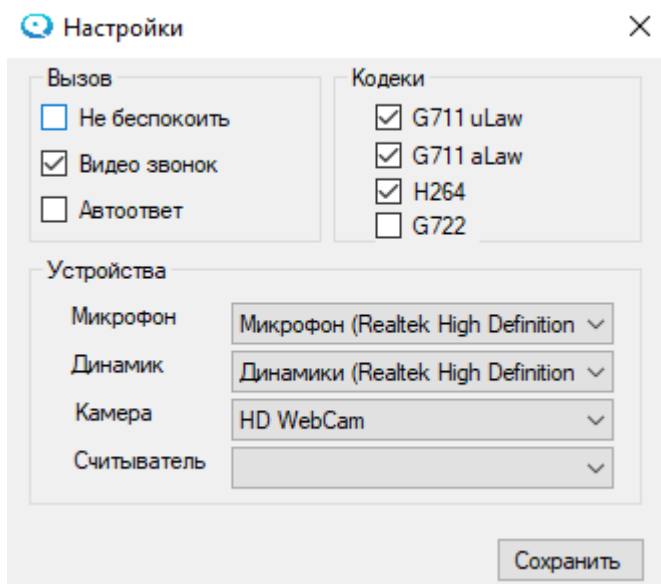 Настройки
Вызов
Не беспокоить
Видео звонок
Автоответ
Кодеки
G711 uLaw
G711 aLaw
H264
G722
Устройства
Микрофон Микрофон (Realtek High Definition
Динамик Динамики (Realtek High Definition
Камера HD WebCam
Считыватель
Сохранить